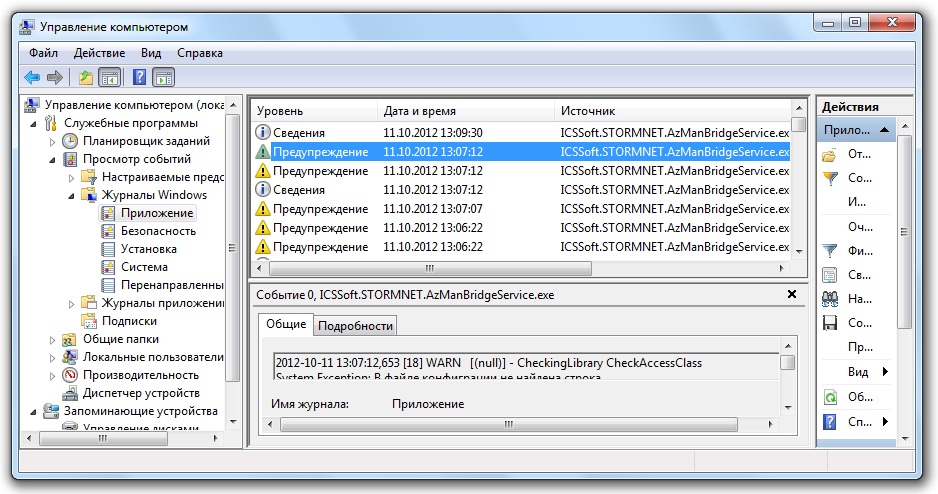 Управление компьютером
Файл Действие Вид Справка
Управление компьютером (лока
Служебные программы
Планировщик заданий
Просмотр событий
Настраиваемые предс
Журналы Windows
Приложение
Безопасность
Установка
Система
Перенаправленны
Журналы приложени
Подписки
Общие папки
Локальные пользователи
Производительность
Диспетчер устройств
Запоминающие устройства
Управление дисками
Уровень Дата и время Источник
Сведения 11.10.2012 13:09:30 ICSSoft.STORMNET.AzManBridgeService.ex
Предупреждение 11.10.2012 13:07:12 ICSSoft.STORMNET.AzManBridgeService.ex
Предупреждение 11.10.2012 13:07:12 ICSSoft.STORMNET.AzManBridgeService.ex
Сведения 11.10.2012 13:07:12 ICSSoft.STORMNET.AzManBridgeService.ex
Предупреждение 11.10.2012 13:07:07 ICSSoft.STORMNET.AzManBridgeService.ex
Предупреждение 11.10.2012 13:06:22 ICSSoft.STORMNET.AzManBridgeService.ex
Предупреждение 11.10.2012 13:06:22 ICSSoft.STORMNET.AzManBridgeService.ex
Событие 0, ICSSoft.STORMNET.AzManBridgeService.exe
Общие Подробности
2012-10-11 13:07:12,653 [18] WARN [(null)] - CheckingLibrary CheckAccessClass
System.Exception: В файле конфиграции не найдена строка
Имя журнала: Приложение
Действия
Прило...
От...
Со...
И...
Оч...
Фи...
Св...
На...
Со...
Пр...
Вид
Об...
Сп...